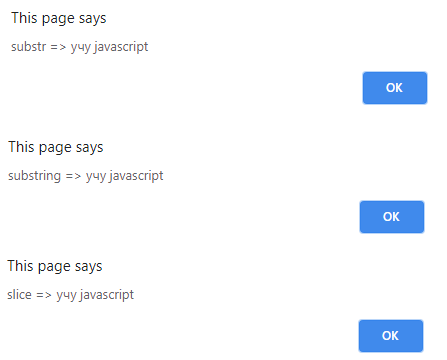 This page says
substr => учу javascript
OK
This page says
substring => учу javascript
OK
This page says
slice => учу javascript
OK